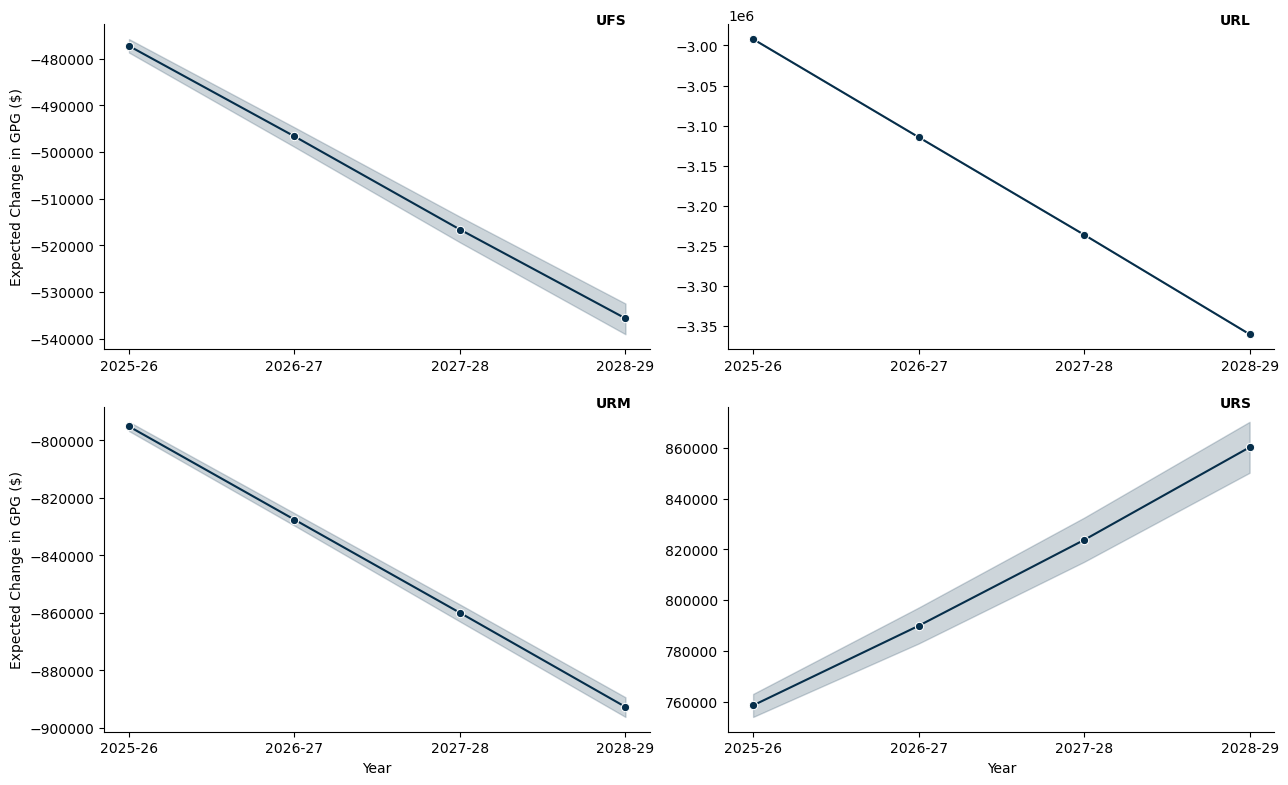 UFS
Expected Change in GPG ($)
−480000
−490000
−500000
−510000
−520000
−530000
−540000
2025-26 2026-27 2027-28 2028-29
1e6
URL
−3.00
−3.05
−3.10
−3.15
−3.20
−3.25
−3.30
−3.35
2025-26 2026-27 2027-28 2028-29
URM
Expected Change in GPG ($)
−800000
−820000
−840000
−860000
−880000
−900000
2025-26 2026-27 2027-28 2028-29
Year
URS
860000
840000
820000
800000
780000
760000
2025-26 2026-27 2027-28 2028-29
Year